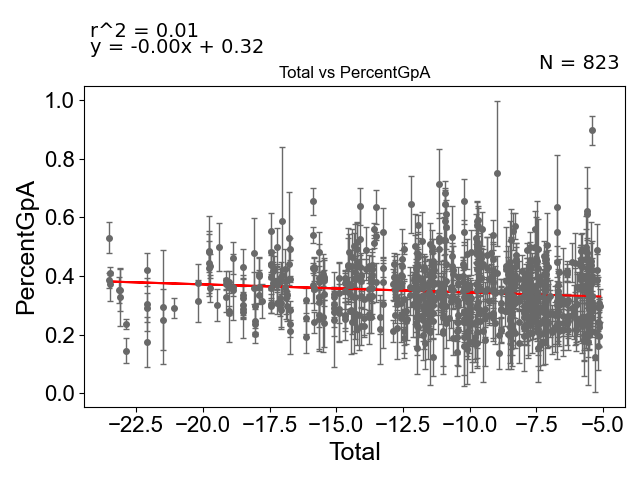 r^2 = 0.01
y = -0.00x + 0.32
N = 823
Total vs PercentGpA
PercentGpA
1.0
0.8
0.6
0.4
0.2
0.0
−22.5 −20.0 −17.5 −15.0 −12.5 −10.0 −7.5 −5.0
Total